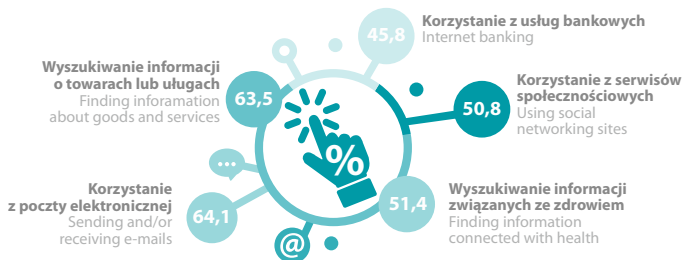 45,8
Korzystanie z usług bankowych
Internet banking
Wyszukiwanie informacji
o towarach lub uługach
Finding inforamation
about goods and services
63,5
50,8
Korzystanie z serwisów
społecznościowych
Using social
networking sites
%
Korzystanie
z poczty elektronicznej
Sending and/or
receiving e-mails
64,1
51,4
Wyszukiwanie informacji
związanych ze zdrowiem
Finding information
connected with health
@